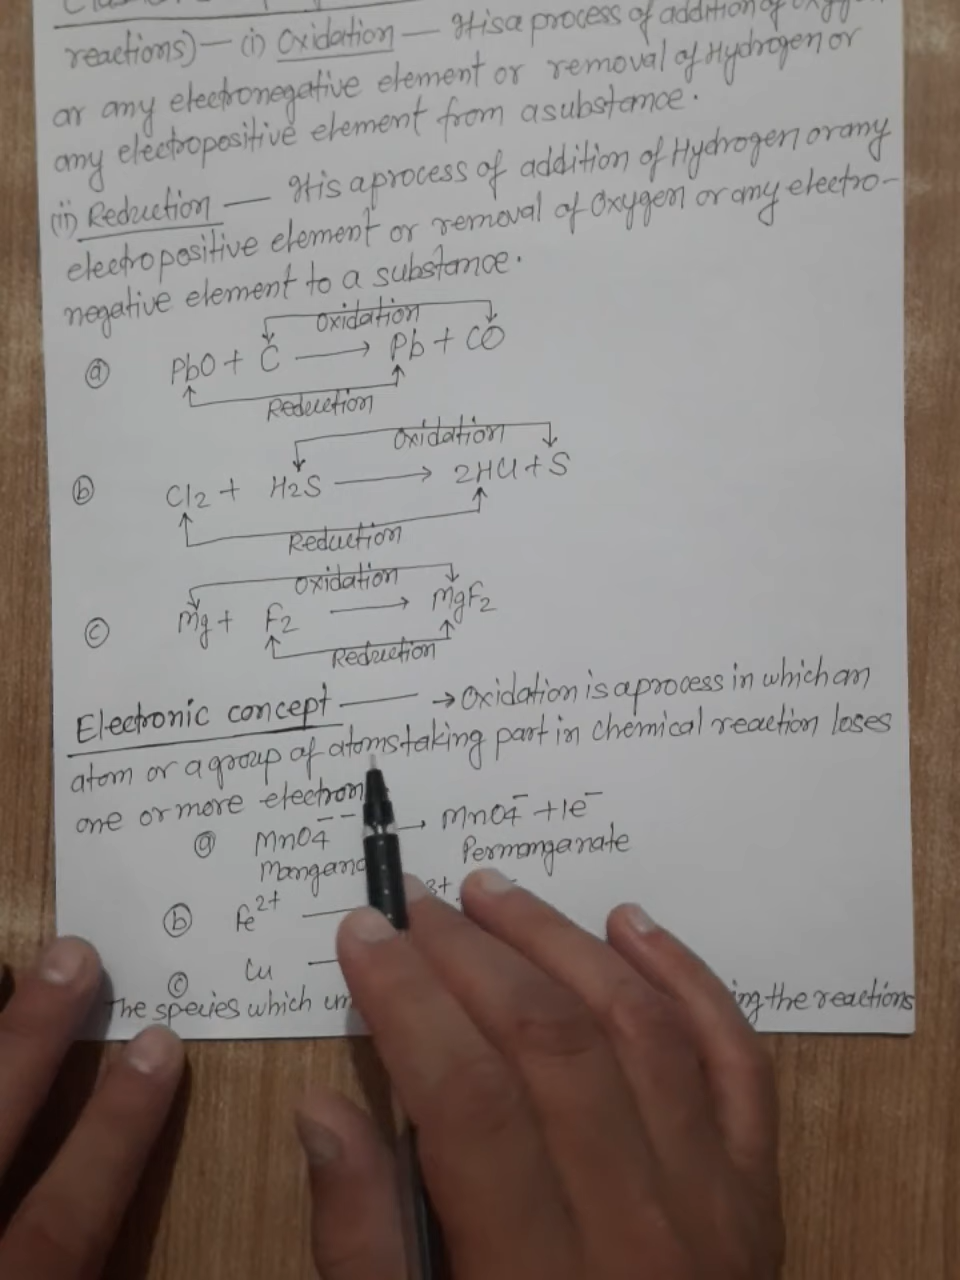 reactions)— (i) Oxidation — It is a process of addition of oxygen
or any electronegative element or removal of Hydrogen or
any electropositive element from a substance.
(ii) Reduction — It is a process of addition of Hydrogen or any
electropositive element or removal of Oxygen or any electro-
negative element to a substance.
Oxidation
(a) PbO + C → Pb + CO
Reduction
Oxidation
(b) Cl2 + H2S → 2HCl + S
Reduction
Oxidation
(c) Mg + F2 → MgF2
Reduction
Electronic concept — → Oxidation is a process in which an
atom or a group of atoms taking part in chemical reaction loses
one or more electron
(a) MnO4-- → MnO4- + 1e-
Permanganate
(b) Fe2+ 3+
(c) Cu
The species which ing the reactions